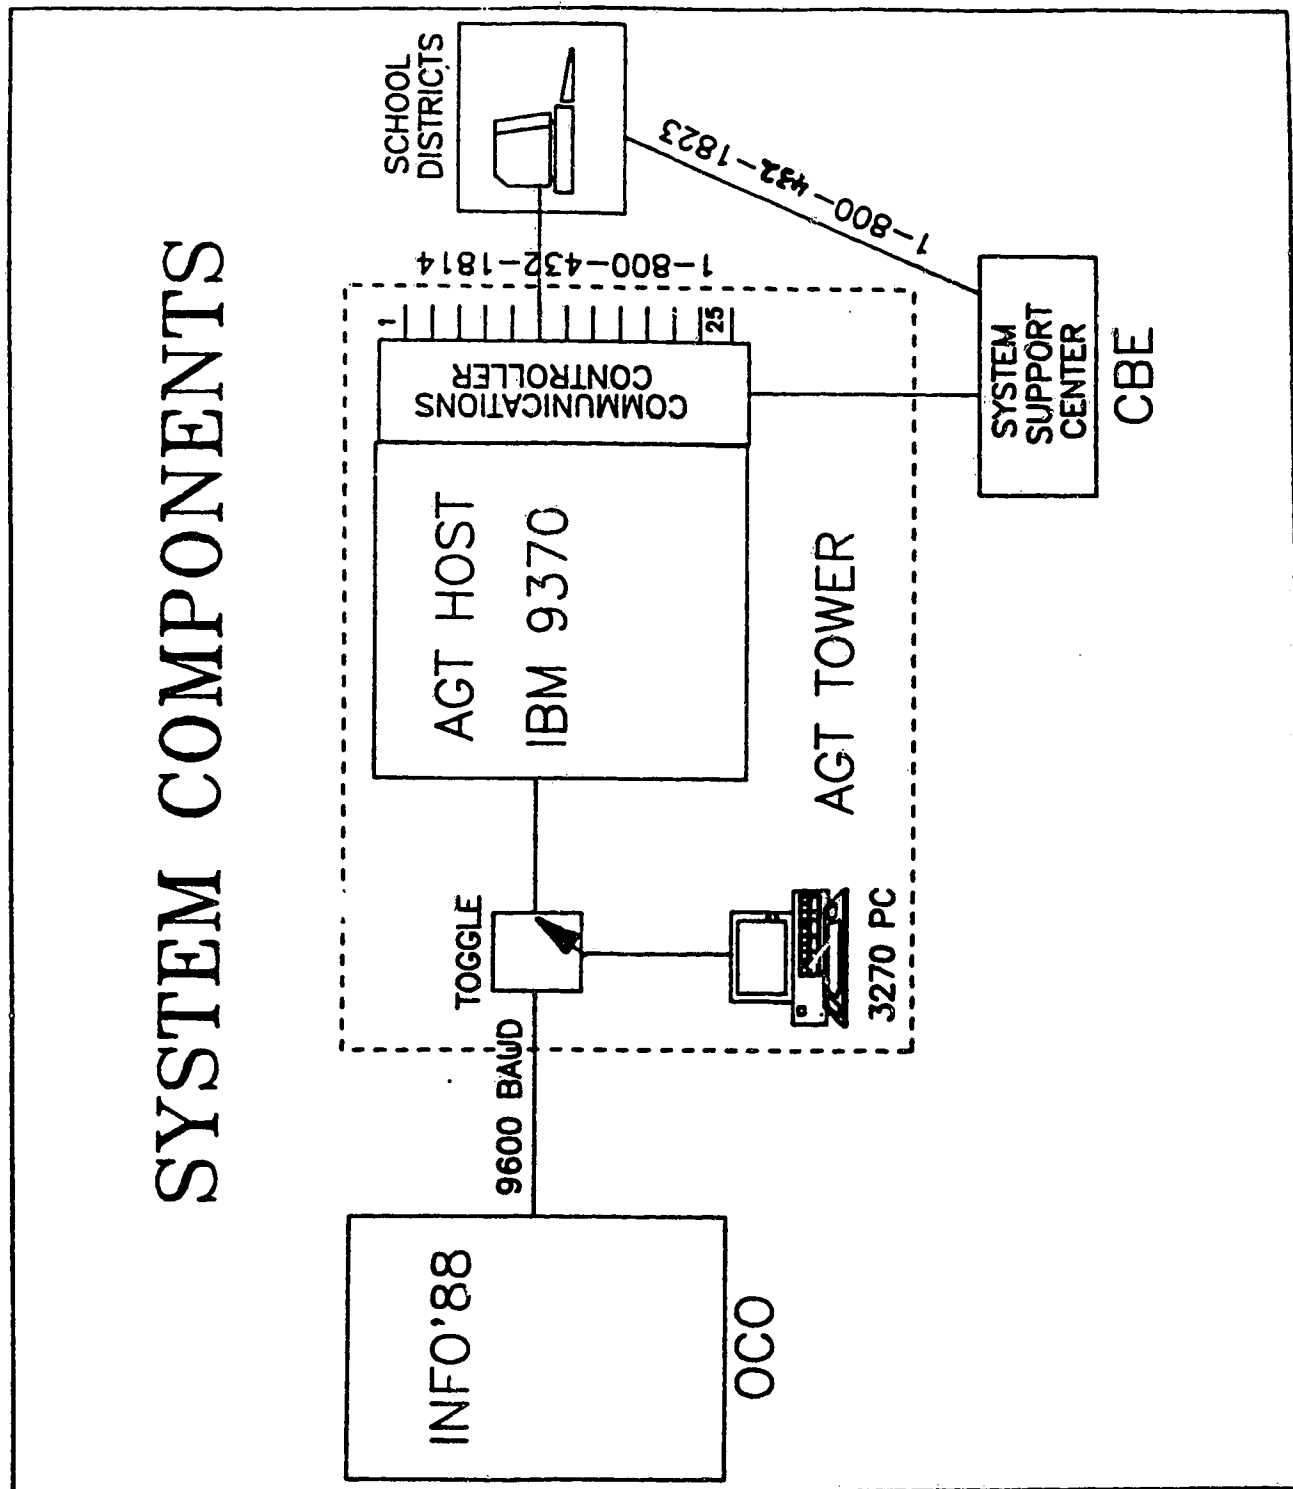 SYSTEM COMPONENTS
INFO'88
OCO
9600 BAUD
TOGGLE
3270 PC
AGT HOST
IBM 9370
AGT TOWER
COMMUNICATIONS
CONTROLLER
1
25
1-800-432-1814
SCHOOL
DISTRICTS
1-800-432-1823
SYSTEM
SUPPORT
CENTER
CBE